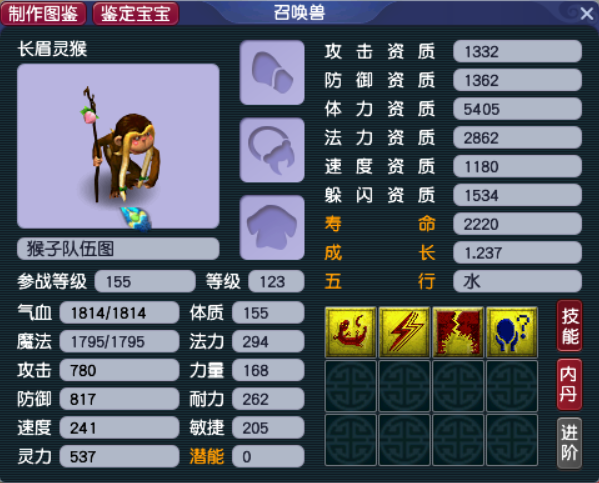 制作图鉴 鉴定宝宝 召唤兽
长眉灵猴
猴子队伍图
参战等级 155 等级 123
气血 1814/1814 体质 155
魔法 1795/1795 法力 294
攻击 780 力量 168
防御 817 耐力 262
速度 241 敏捷 205
灵力 537 潜能 0
攻击资质 1332
防御资质 1362
体力资质 5405
法力资质 2862
速度资质 1180
躲闪资质 1534
寿命 2220
成长 1.237
五行 水
?
技能
内丹
进阶